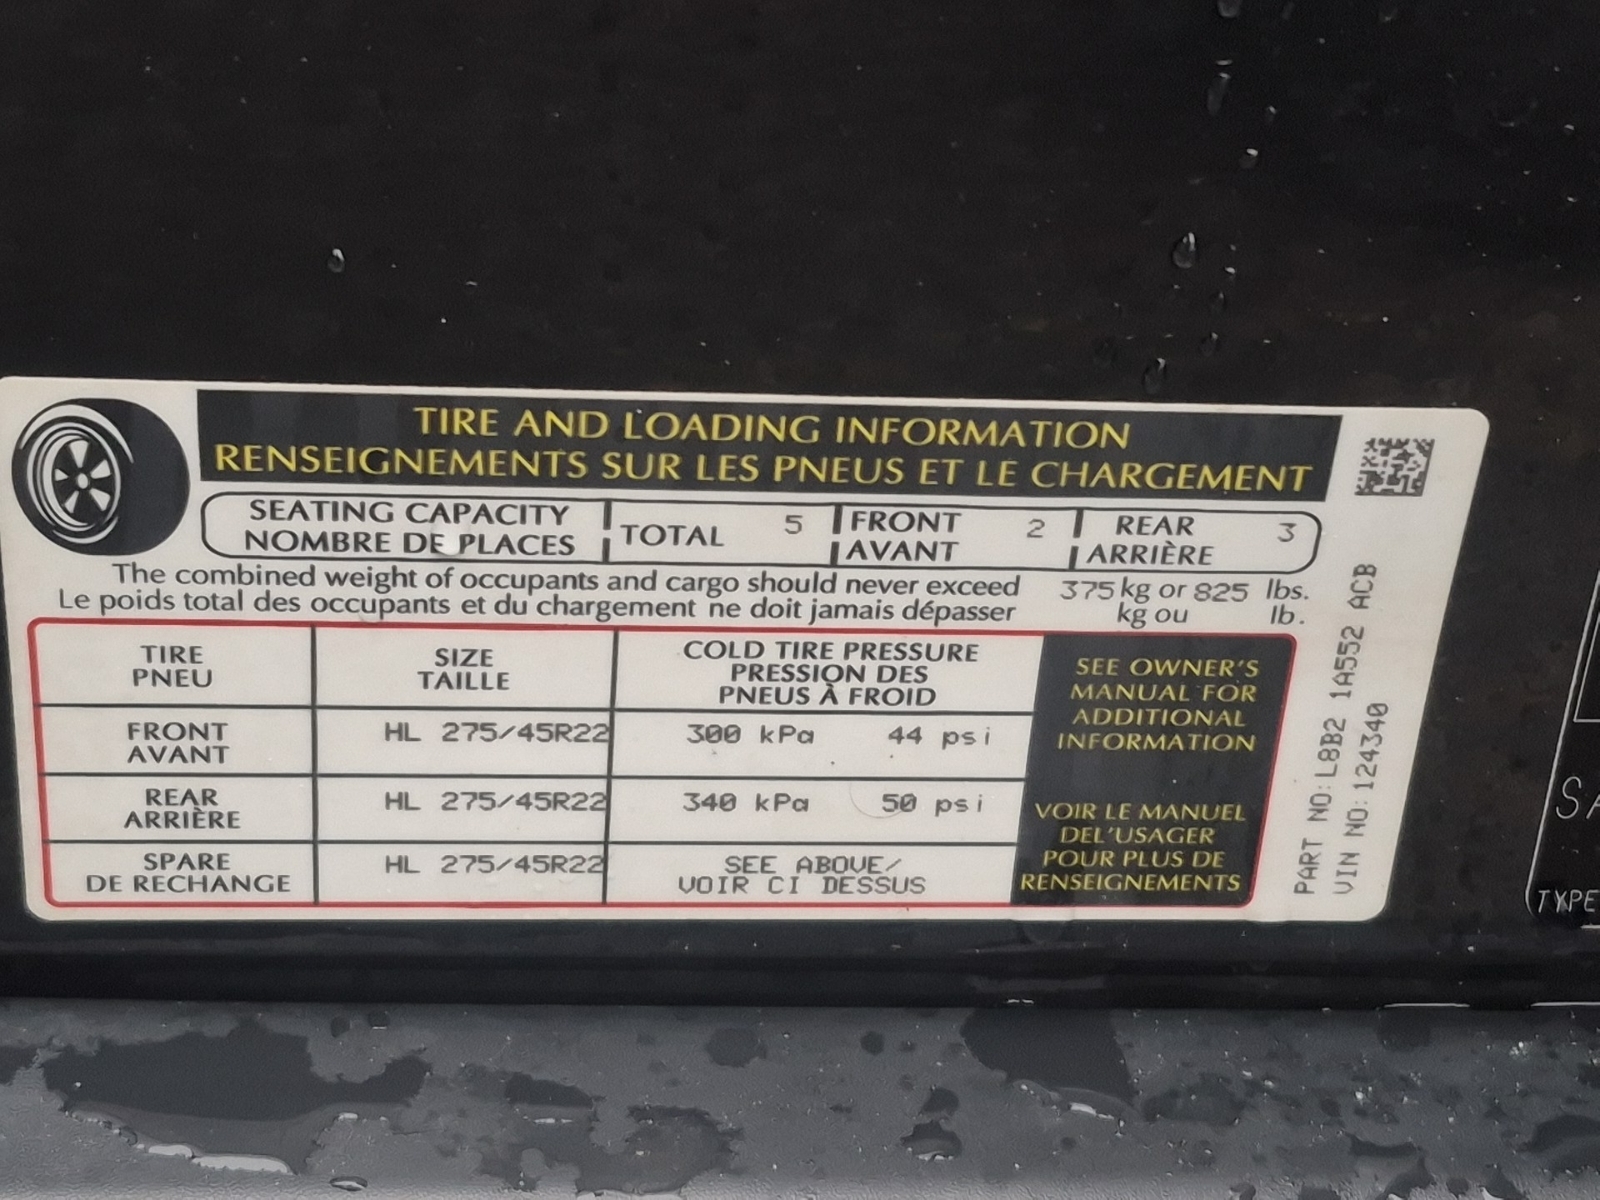 TIRE AND LOADING INFORMATION
RENSEIGNEMENTS SUR LES PNEUS ET LE CHARGEMENT
SEATING CAPACITY
NOMBRE DE PLACES
TOTAL 5
FRONT
AVANT 2
REAR
ARRIÈRE 3
The combined weight of occupants and cargo should never exceed 375 kg or 825 lbs.
Le poids total des occupants et du chargement ne doit jamais dépasser kg ou lb.
TIRE
PNEU
SIZE
TAILLE
COLD TIRE PRESSURE
PRESSION DES
PNEUS À FROID
FRONT
AVANT
HL 275/45R22
300 kPa 44 psi
REAR
ARRIÈRE
HL 275/45R22
340 kPa 50 psi
SPARE
DE RECHANGE
HL 275/45R22
SEE ABOVE/
VOIR CI DESSUS
SEE OWNER'S
MANUAL FOR
ADDITIONAL
INFORMATION
VOIR LE MANUEL
DEL'USAGER
POUR PLUS DE
RENSEIGNEMENTS
PART NO:L8B2 1A552 ACB
VIN NO:124340
TYPE